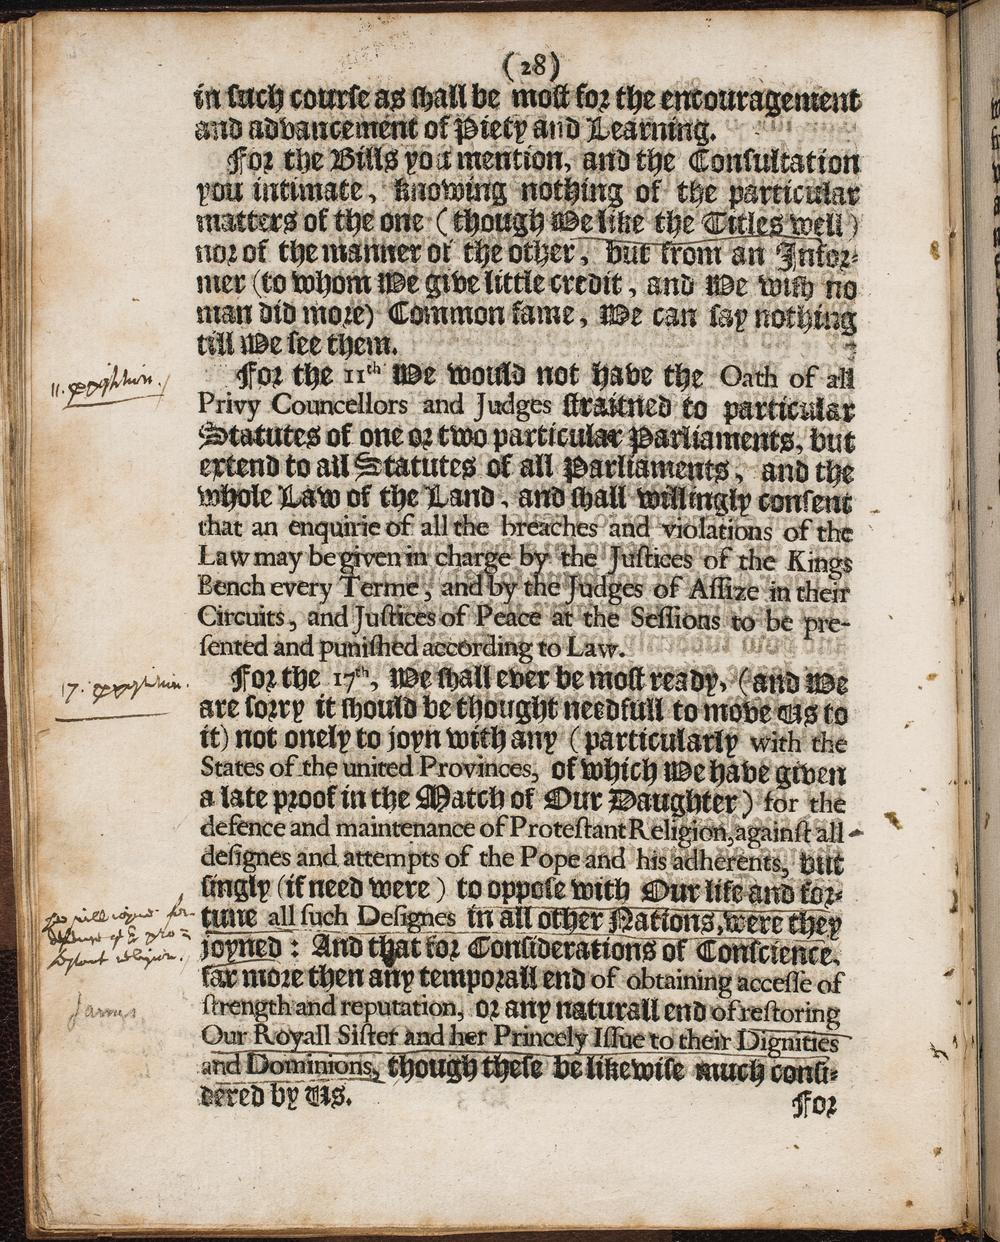 (28)
in ſuch courſe as ſhall be moſt for the encouragement
and advancement of Piety and Learning.
For the Bills you mention, and the Conſultation
you intimate, knowing nothing of the particular
matters of the one (though We like the Titles well)
nor of the manner of the other, but from an Infor-
mer (to whom We give little credit, and We wiſh no
man did more) Common fame, We can ſay nothing
till We ſee them.
11.
For the 11th We would not have the Oath of all
Privy Councellors and Judges ſtraitned to particular
Statutes of one or two particular Parliaments, but
extend to all Statutes of all Parliaments, and the
whole Law of the Land, and ſhall willingly conſent
that an enquirie of all the breaches and violations of the
Law may be given in charge by the Juſtices of the Kings
Bench every Terme, and by the Judges of Aſſize in their
Circuits, and Juſtices of Peace at the Seſſions to be pre-
ſented and puniſhed according to Law.
17.
For the 17th, We ſhall ever be moſt ready, (and We
are ſorry it ſhould be thought needfull to move Us to
it) not onely to joyn with any (particularly with the
States of the united Provinces, of which We have given
a late proof in the Match of Our Daughter) for the
defence and maintenance of Proteſtant Religion, againſt all
deſignes and attempts of the Pope and his adherents, but
ſingly (if need were) to oppoſe with Our life and for-
tune all ſuch Deſignes in all other Nations, were they
joyned: And that for Conſiderations of Conſcience,
far more then any temporall end of obtaining acceſſe of
ſtrength and reputation, or any naturall end of reſtoring
Our Royall Siſter and her Princely Iſſue to their Dignities
and Dominions, though theſe be likewiſe much conſi-
dered by Us.
For